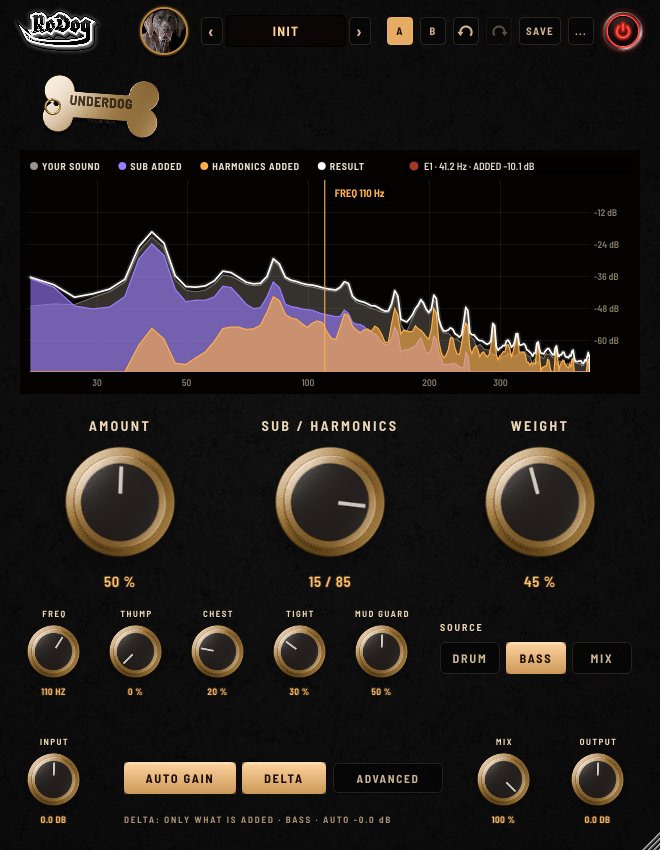 RoDog
‹ INIT › A B SAVE ...
UNDERDOG
YOUR SOUND SUB ADDED HARMONICS ADDED RESULT E1 · 41.2 Hz · ADDED -10.1 dB
FREQ 110 Hz
-12 dB
-24 dB
-36 dB
-48 dB
-60 dB
30 50 100 200 300
AMOUNT SUB / HARMONICS WEIGHT
50 % 15 / 85 45 %
FREQ THUMP CHEST TIGHT MUD GUARD
SOURCE
DRUM BASS MIX
110 HZ 0 % 20 % 30 % 50 %
INPUT MIX OUTPUT
AUTO GAIN DELTA ADVANCED
0.0 DB DELTA: ONLY WHAT IS ADDED · BASS · AUTO -0.0 dB 100 % 0.0 DB